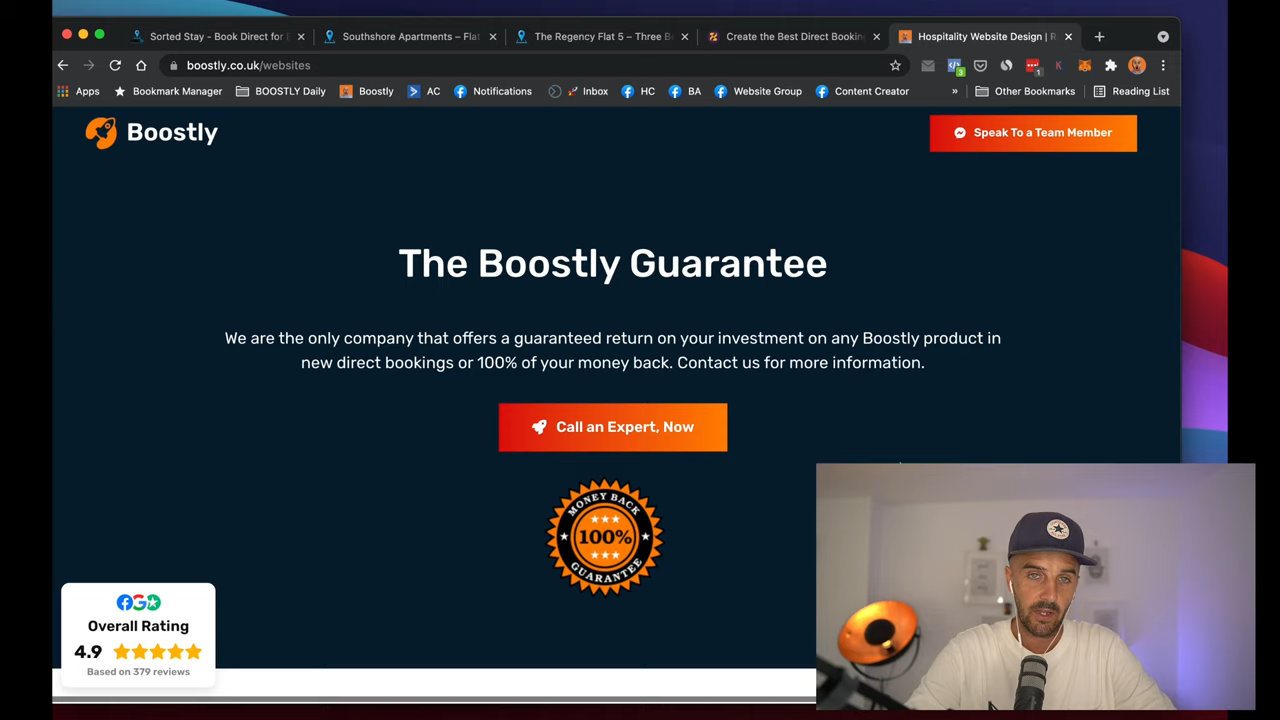 Sorted Stay - Book Direct for
Southshore Apartments – Flat
The Regency Flat 5 – Three Be
Create the Best Direct Booking
Hospitality Website Design | R
boostly.co.uk/websites
3
1
Apps
Bookmark Manager
BOOSTLY Daily
Boostly
AC
Notifications
Inbox
HC
BA
Website Group
Content Creator
»
Other Bookmarks
Reading List
Boostly
Speak To a Team Member
The Boostly Guarantee
We are the only company that offers a guaranteed return on your investment on any Boostly product in
new direct bookings or 100% of your money back. Contact us for more information.
Call an Expert, Now
MONEY BACK
100%
GUARANTEE
Overall Rating
4.9
Based on 379 reviews